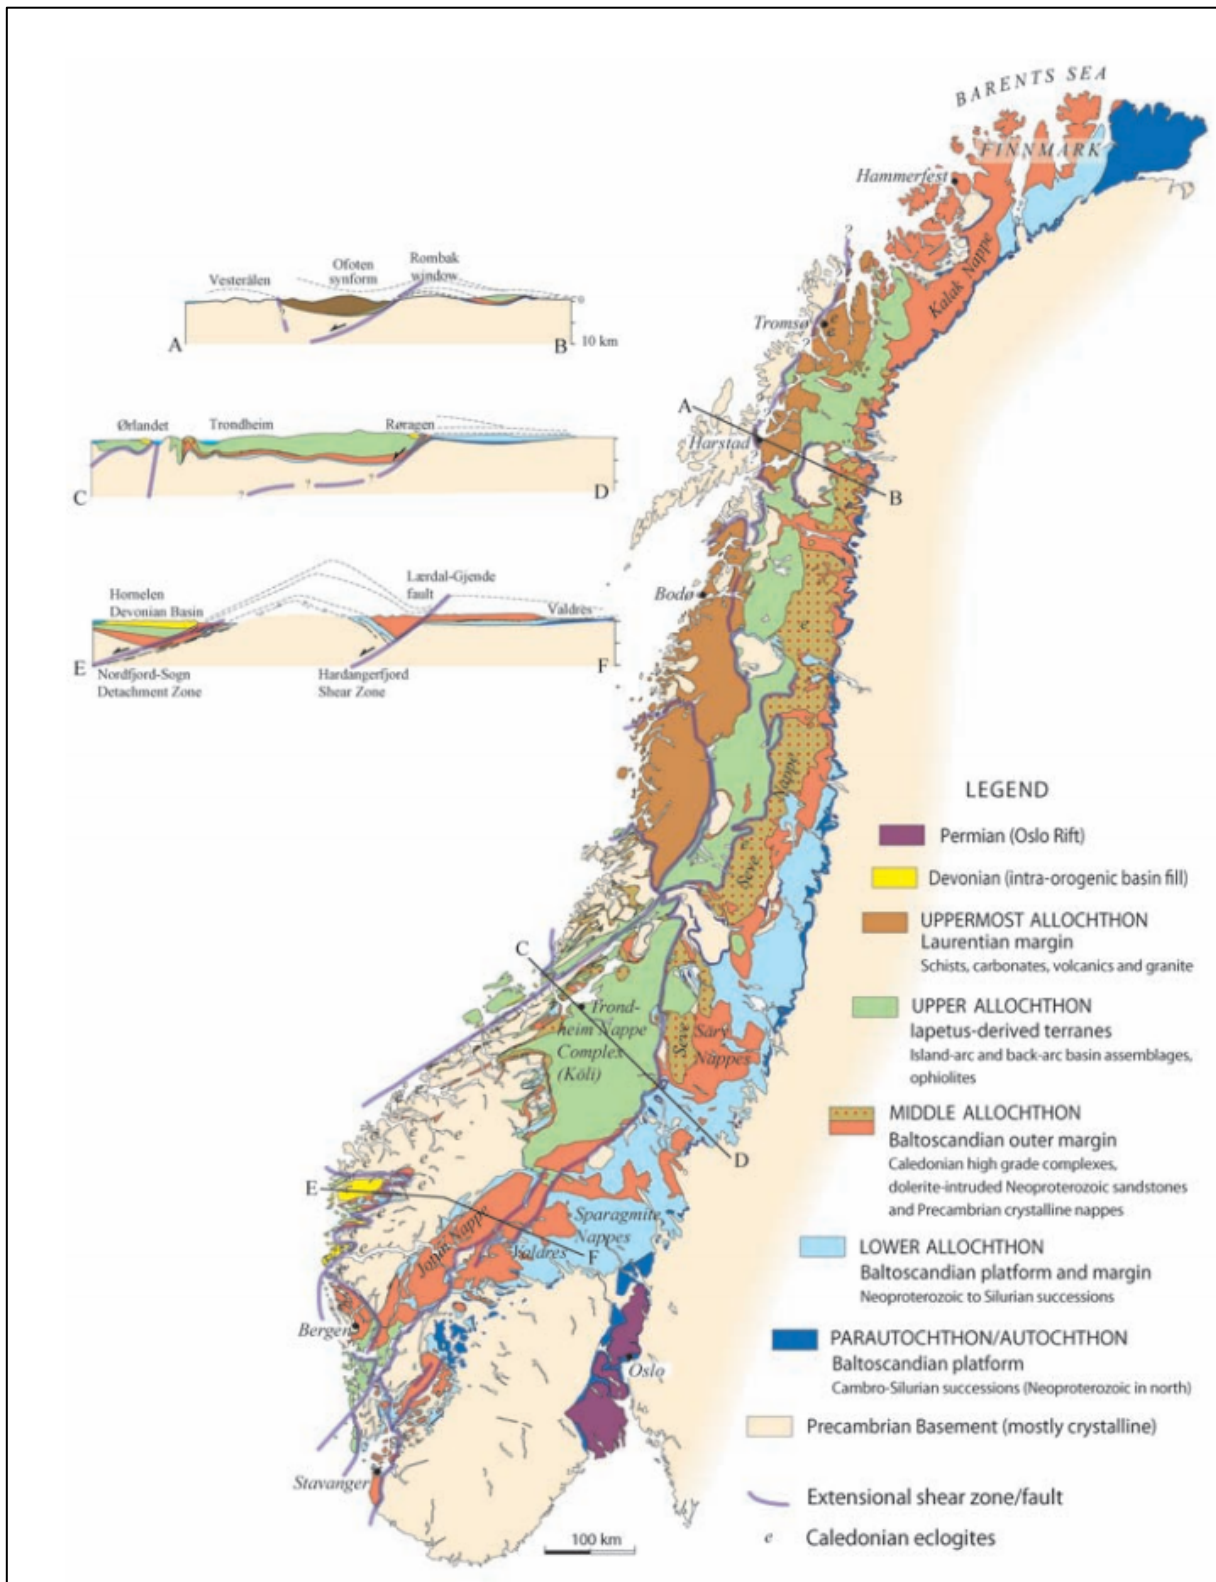 BARENTS SEA
FINNMARK
Hammerfest
Kalak Nappe
Tromsø
e
A
Harstad
B
Bodø
e
Nappe
Seve
C
Trond-
heim Nappe
Complex
(Köli)
Seve
Särv
Nappes
D
e
e
e
e
E
Jotun Nappe
Sparagmite
Nappes
Valdres
F
e
Bergen
Oslo
Stavanger
100 km
?
?
?
Vesterålen
Ofoten
synform
Rombak
window
0
10 km
A
B
Ørlandet
Trondheim
Røragen
?
?
?
C
D
Hornelen
Devonian Basin
Lærdal-Gjende
fault
Valdres
E
F
Nordfjord-Sogn
Detachment Zone
Hardangerfjord
Shear Zone
LEGEND
Permian (Oslo Rift)
Devonian (intra-orogenic basin fill)
UPPERMOST ALLOCHTHON
Laurentian margin
Schists, carbonates, volcanics and granite
UPPER ALLOCHTHON
Iapetus-derived terranes
Island-arc and back-arc basin assemblages,
ophiolites
MIDDLE ALLOCHTHON
Baltoscandian outer margin
Caledonian high grade complexes,
dolerite-intruded Neoproterozoic sandstones
and Precambrian crystalline nappes
LOWER ALLOCHTHON
Baltoscandian platform and margin
Neoproterozoic to Silurian successions
PARAUTOCHTHON/AUTOCHTHON
Baltoscandian platform
Cambro-Silurian successions (Neoproterozoic in north)
Precambrian Basement (mostly crystalline)
Extensional shear zone/fault
e Caledonian eclogites